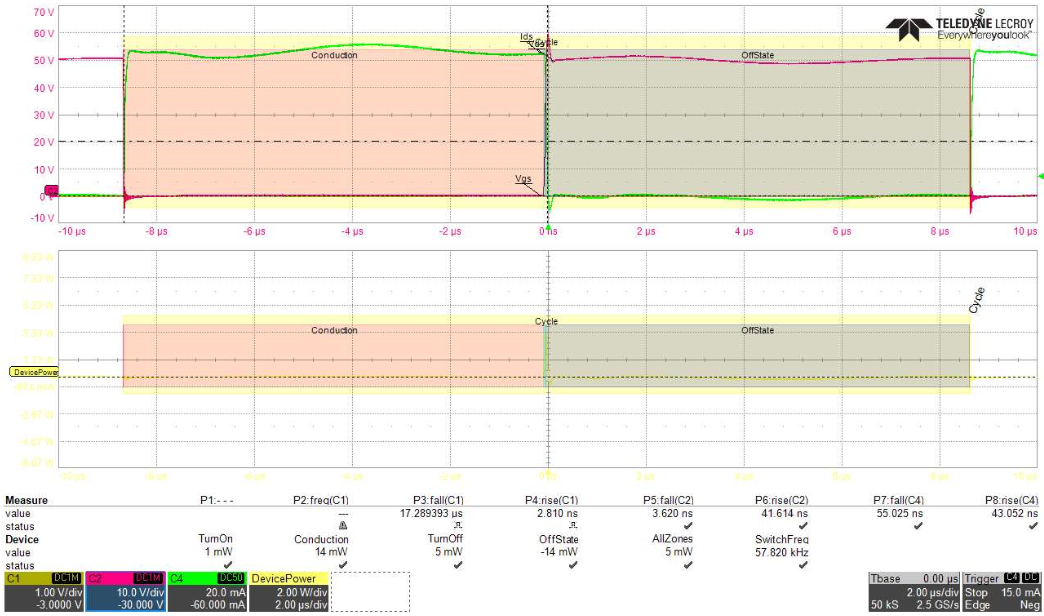 70 V
60 V
50 V
40 V
30 V
20 V
10 V
-10 V
TELEDYNE LECROY
Everywhereyoulook
Ids
Cycle
Cycle
Conduction
OffState
Vgs
C2
-10 µs -8 µs -6 µs -4 µs -2 µs 0 ns 2 µs 4 µs 6 µs 8 µs 10 µs
Conduction
Cycle
OffState
Cycle
DevicePower
Measure P1:- - - P2:freq(C1) P3:fall(C1) P4:rise(C1) P5:fall(C2) P6:rise(C2) P7:fall(C4) P8:rise(C4)
value --- 17.289393 µs 2.810 ns 3.620 ns 41.614 ns 55.025 ns 43.052 ns
status
Device TurnOn Conduction TurnOff OffState AllZones SwitchFreq
value 1 mW 14 mW 5 mW -14 mW 5 mW 57.820 kHz
status
C1 DC1M C2 DC1M C4 DC50 DevicePower Tbase 0.00 µs Trigger C4 DC
1.00 V/div 10.0 V/div 20.0 mA 2.00 W/div 2.00 µs/div Stop 15.0 mA
-3.0000 V -30.000 V -60.000 mA 2.00 µs/div 50 kS 2.5 GS/s Edge Neg